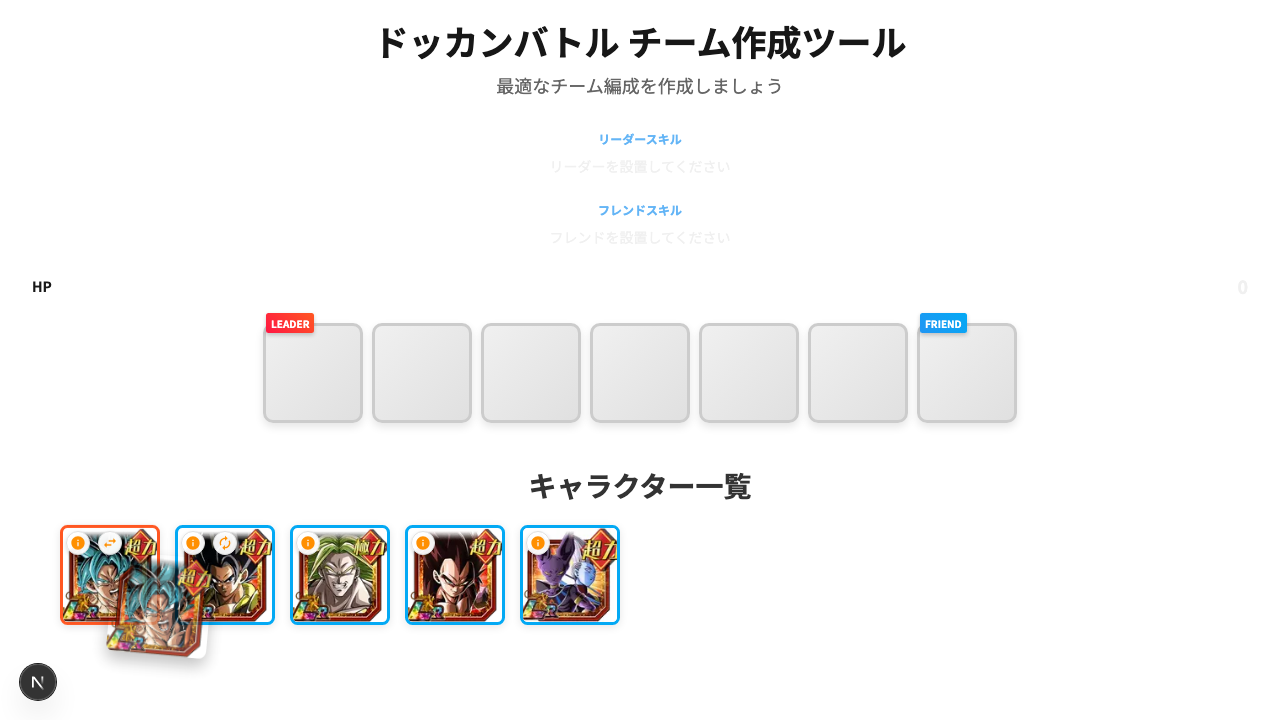 ドッカンバトル チーム作成ツール
最適なチーム編成を作成しましょう
リーダースキル
リーダーを設置してください
フレンドスキル
フレンドを設置してください
HP 0
LEADER FRIEND
キャラクター一覧
超力 超力 極力 超力 超力
超力
N